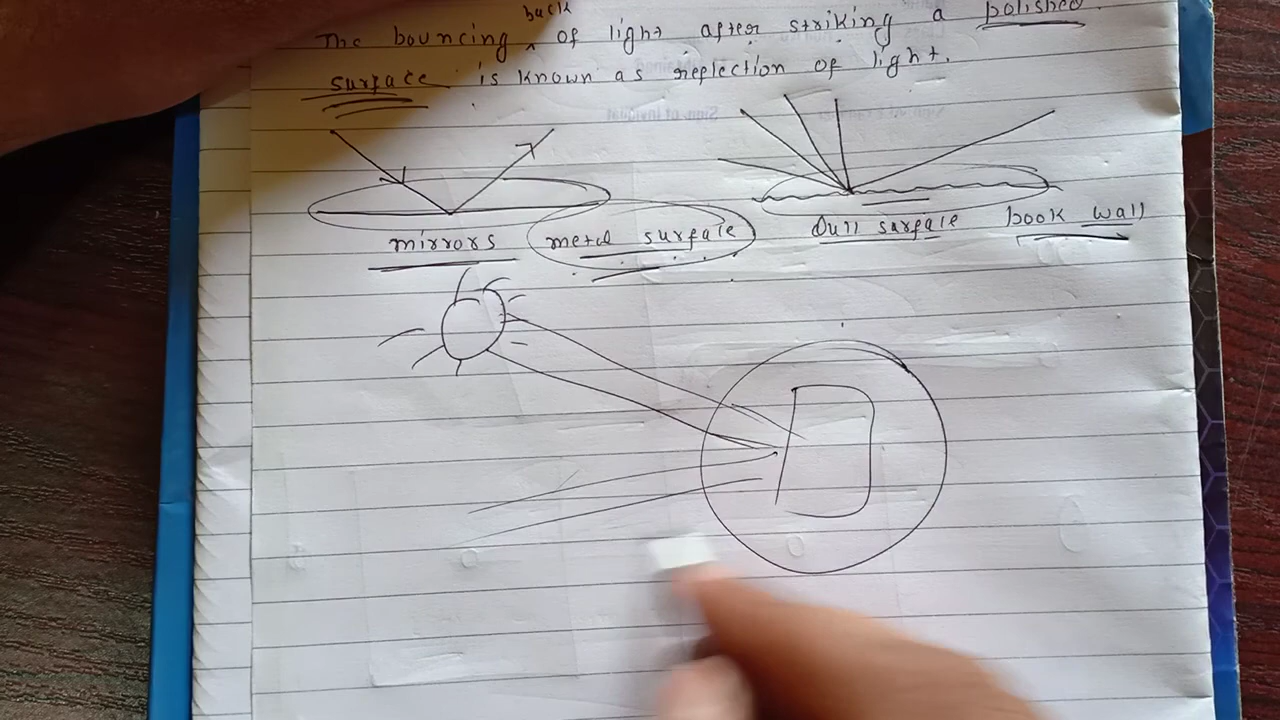 back
The bouncing ^ of light after striking a polished
surface is known as reflection of light.
mirrors metal surface Dull surface book wall